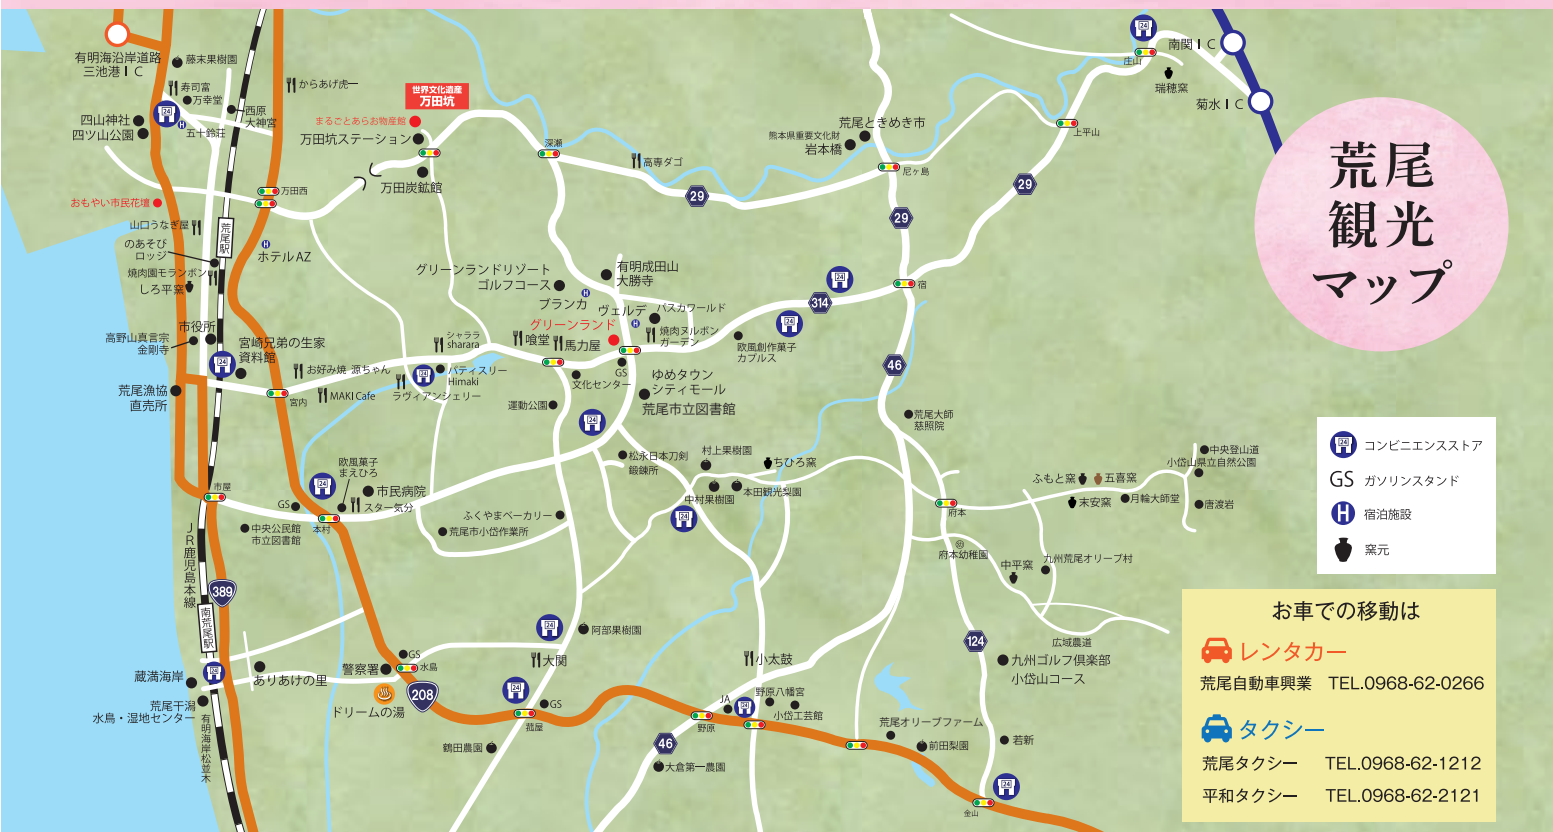 荒尾
観光
マップ
有明海沿岸道路
三池港IC
藤末果樹園
寿司富
万幸堂
からあげ虎一
四山神社
四ツ山公園
五十鈴荘
西原
大神宮
世界文化遺産
万田坑
まるごとあらお物産館
万田坑ステーション
万田炭鉱館
深瀬
高専ダゴ
荒尾ときめき市
熊本県重要文化財
岩本橋
尼ヶ島
上平山
庄山
瑞穂窯
南関IC
菊水IC
29
29
29
万田西
おもやい市民花壇
山口うなぎ屋
荒尾駅
のあそび
ロッジ
ホテルAZ
焼肉園モランボン
しろ平窯
市役所
高野山真言宗
金剛寺
宮崎兄弟の生家
資料館
荒尾漁協
直売所
グリーンランドリゾート
ゴルフコース
有明成田山
大勝寺
ブランカ
ヴェルデ
パスカワールド
グリーンランド
焼肉ヌルボン
ガーデン
シャララ
sharara
喰堂
馬力屋
欧風創作菓子
カプルス
314
宿
46
お好み焼 源ちゃん
MAKI Cafe
宮内
パティスリー
Himaki
ラヴィアンシェリー
文化センター
GS
ゆめタウン
シティモール
荒尾市立図書館
運動公園
荒尾大師
慈照院
松永日本刀剣
鍛錬所
村上果樹園
ちひろ窯
中村果樹園
本田観光梨園
中央登山道
小岱山県立自然公園
ふもと窯
五喜窯
末安窯
月輪大師堂
唐渡岩
府本
府本幼稚園
中平窯
九州荒尾オリーブ村
市屋
欧風菓子
まえひろ
市民病院
スター気分
GS
本村
中央公民館
市立図書館
ふくやまベーカリー
荒尾市小岱作業所
JR鹿児島本線
389
南荒尾駅
阿部果樹園
大関
小太鼓
124
広域農道
九州ゴルフ倶楽部
小岱山コース
蔵満海岸
ありあけの里
警察署
GS
水島
ドリームの湯
208
荒尾干潟
水鳥・湿地センター
有明海岸松並木
GS
菰屋
鶴田農園
野原
JA
野原八幡宮
小岱工芸館
46
大倉第一農園
荒尾オリーブファーム
前田梨園
若新
金山
コンビニエンスストア
GS ガソリンスタンド
H 宿泊施設
窯元
お車での移動は
レンタカー
荒尾自動車興業 TEL.0968-62-0266
タクシー
荒尾タクシー TEL.0968-62-1212
平和タクシー TEL.0968-62-2121